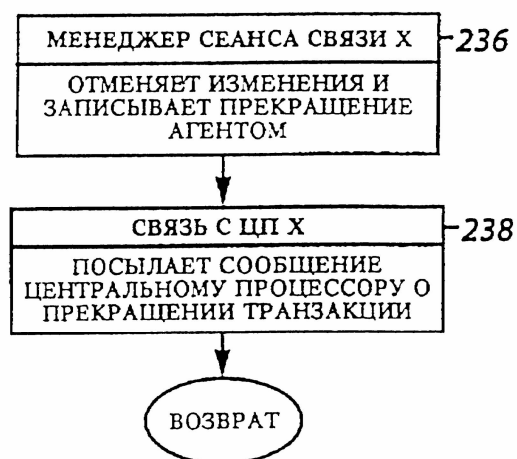 МЕНЕДЖЕР СЕАНСА СВЯЗИ X
236
ОТМЕНЯЕТ ИЗМЕНЕНИЯ И
ЗАПИСЫВАЕТ ПРЕКРАЩЕНИЕ
АГЕНТОМ
СВЯЗЬ С ЦП X
238
ПОСЫЛАЕТ СООБЩЕНИЕ
ЦЕНТРАЛЬНОМУ ПРОЦЕССОРУ О
ПРЕКРАЩЕНИИ ТРАНЗАКЦИИ
ВОЗВРАТ